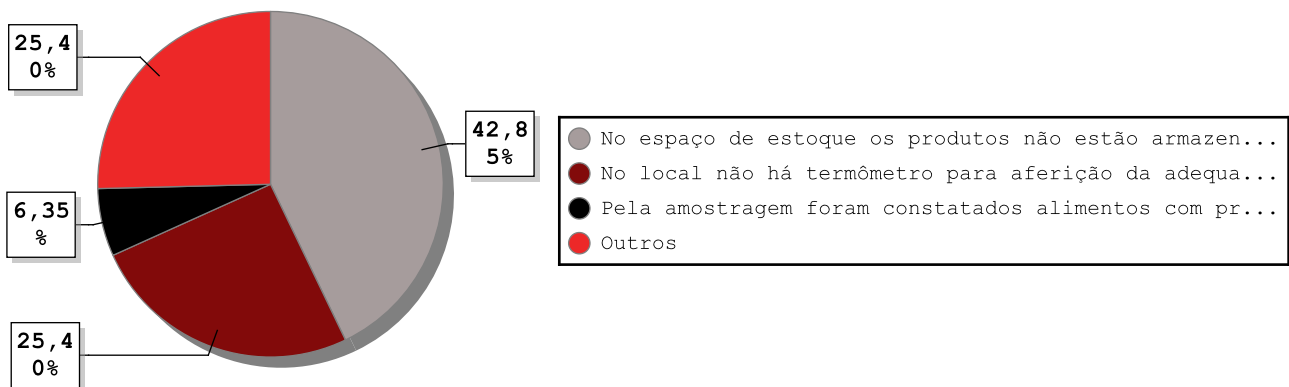 25,4
0%
42,8
5%
6,35
%
25,4
0%
No espaço de estoque os produtos não estão armazen...
No local não há termômetro para aferição da adequa...
Pela amostragem foram constatados alimentos com pr...
Outros